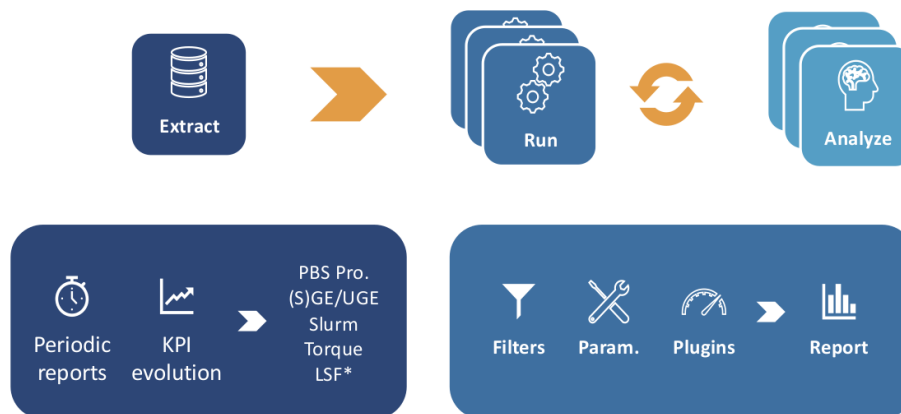 Extract
Run
Analyze
Periodic
reports
KPI
evolution
PBS Pro.
(S)GE/UGE
Slurm
Torque
LSF*
Filters
Param.
Plugins
Report